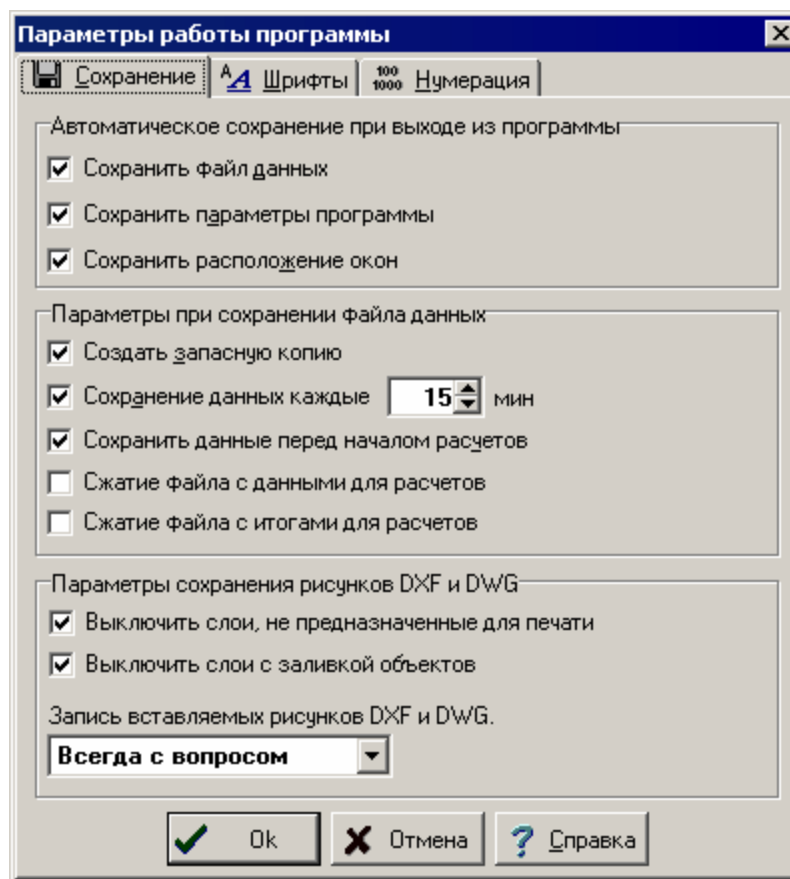 Параметры работы программы
Сохранение АА Шрифты 100 1000 Нумерация
Автоматическое сохранение при выходе из программы
Сохранить файл данных
Сохранить параметры программы
Сохранить расположение окон
Параметры при сохранении файла данных
Создать запасную копию
Сохранение данных каждые 15 мин
Сохранить данные перед началом расчетов
Сжатие файла с данными для расчетов
Сжатие файла с итогами для расчетов
Параметры сохранения рисунков DXF и DWG
Выключить слои, не предназначенные для печати
Выключить слои с заливкой объектов
Запись вставляемых рисунков DXF и DWG.
Всегда с вопросом
Ok Отмена ? Справка